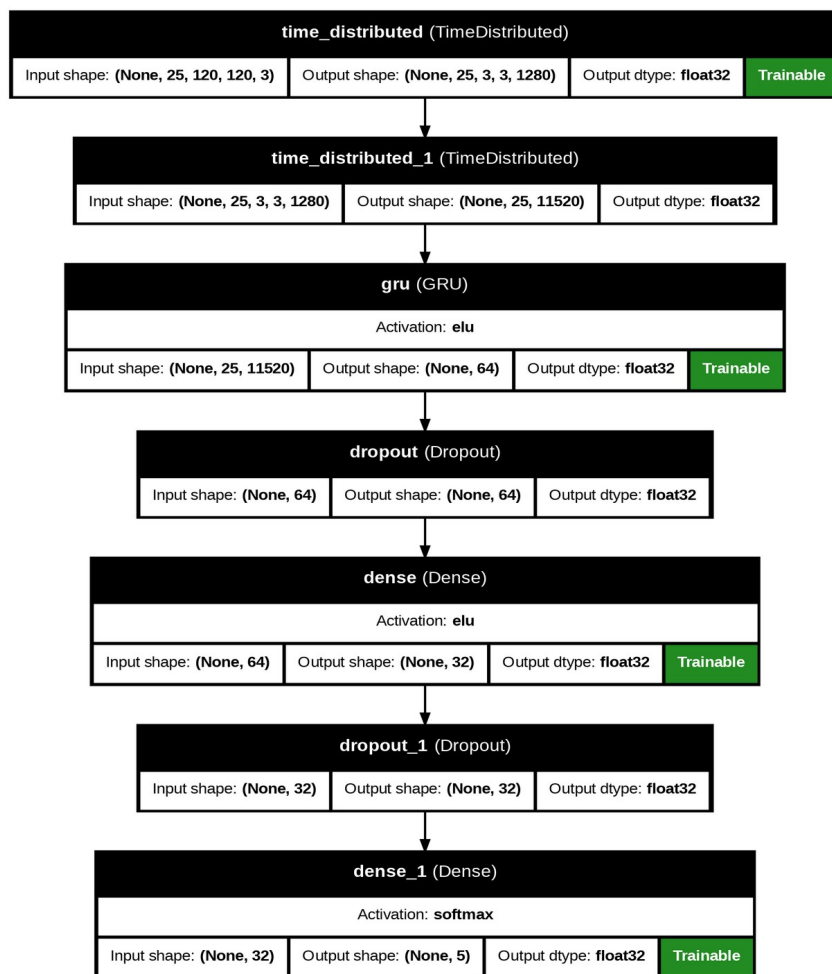 time_distributed (TimeDistributed)
Input shape: (None, 25, 120, 120, 3) Output shape: (None, 25, 3, 3, 1280) Output dtype: float32 Trainable
time_distributed_1 (TimeDistributed)
Input shape: (None, 25, 3, 3, 1280) Output shape: (None, 25, 11520) Output dtype: float32
gru (GRU)
Activation: elu
Input shape: (None, 25, 11520) Output shape: (None, 64) Output dtype: float32 Trainable
dropout (Dropout)
Input shape: (None, 64) Output shape: (None, 64) Output dtype: float32
dense (Dense)
Activation: elu
Input shape: (None, 64) Output shape: (None, 32) Output dtype: float32 Trainable
dropout_1 (Dropout)
Input shape: (None, 32) Output shape: (None, 32) Output dtype: float32
dense_1 (Dense)
Activation: softmax
Input shape: (None, 32) Output shape: (None, 5) Output dtype: float32 Trainable